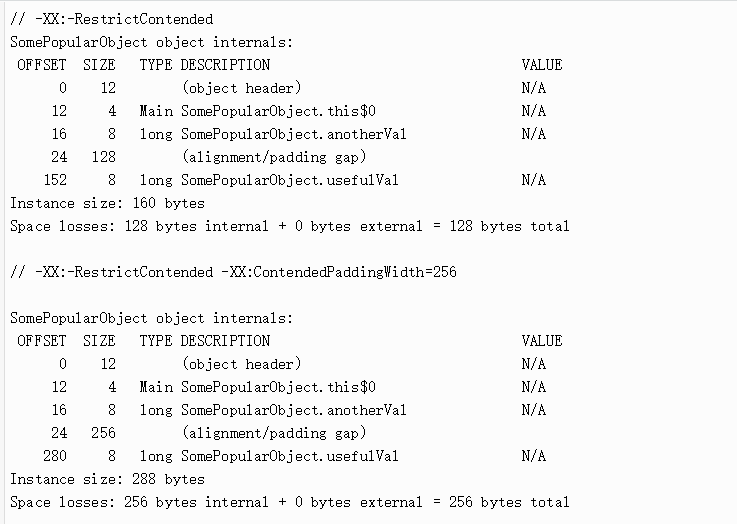 // -XX:-RestrictContended
SomePopularObject object internals:
OFFSET SIZE TYPE DESCRIPTION VALUE
0 12 (object header) N/A
12 4 Main SomePopularObject.this$0 N/A
16 8 long SomePopularObject.anotherVal N/A
24 128 (alignment/padding gap)
152 8 long SomePopularObject.usefulVal N/A
Instance size: 160 bytes
Space losses: 128 bytes internal + 0 bytes external = 128 bytes total
// -XX:-RestrictContended -XX:ContendedPaddingWidth=256
SomePopularObject object internals:
OFFSET SIZE TYPE DESCRIPTION VALUE
0 12 (object header) N/A
12 4 Main SomePopularObject.this$0 N/A
16 8 long SomePopularObject.anotherVal N/A
24 256 (alignment/padding gap)
280 8 long SomePopularObject.usefulVal N/A
Instance size: 288 bytes
Space losses: 256 bytes internal + 0 bytes external = 256 bytes total